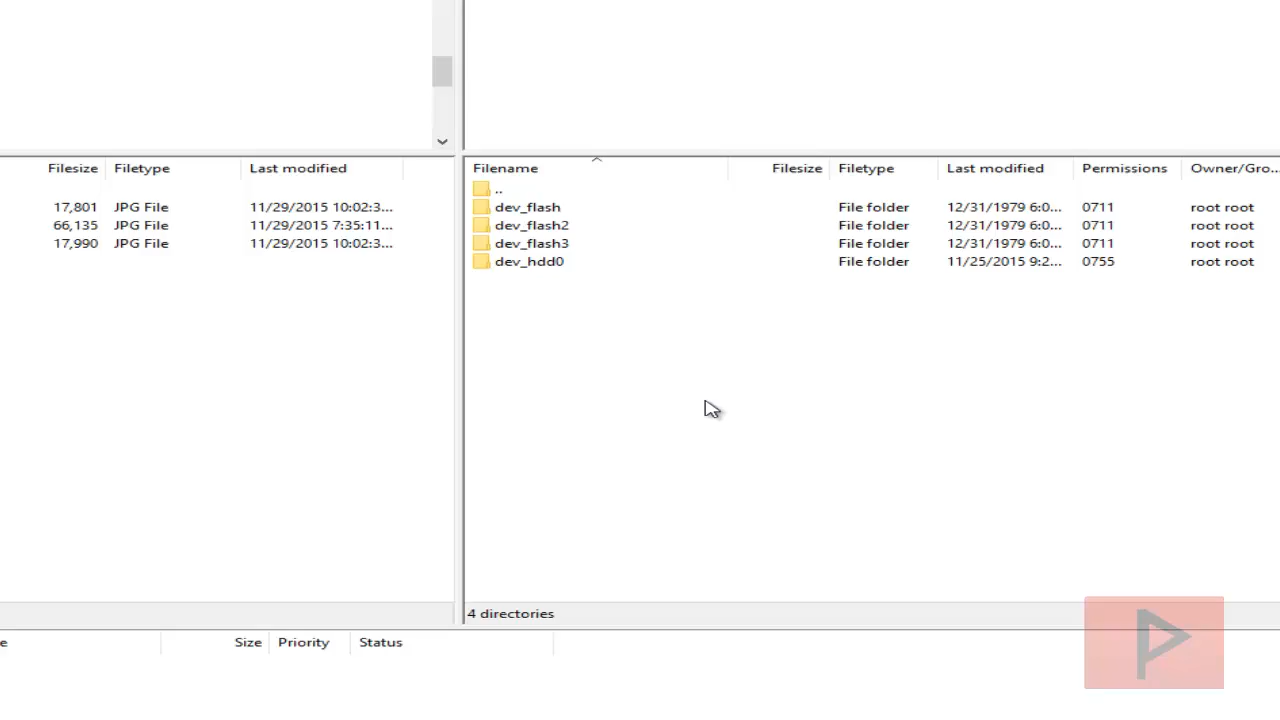 Filesize Filetype Last modified
17,801 JPG File 11/29/2015 10:02:3...
66,135 JPG File 11/29/2015 7:35:11...
17,990 JPG File 11/29/2015 10:02:3...
Filename Filesize Filetype Last modified Permissions Owner/Gro...
..
dev_flash File folder 12/31/1979 6:0... 0711 root root
dev_flash2 File folder 12/31/1979 6:0... 0711 root root
dev_flash3 File folder 12/31/1979 6:0... 0711 root root
dev_hdd0 File folder 11/25/2015 9:2... 0755 root root
4 directories
e Size Priority Status
P